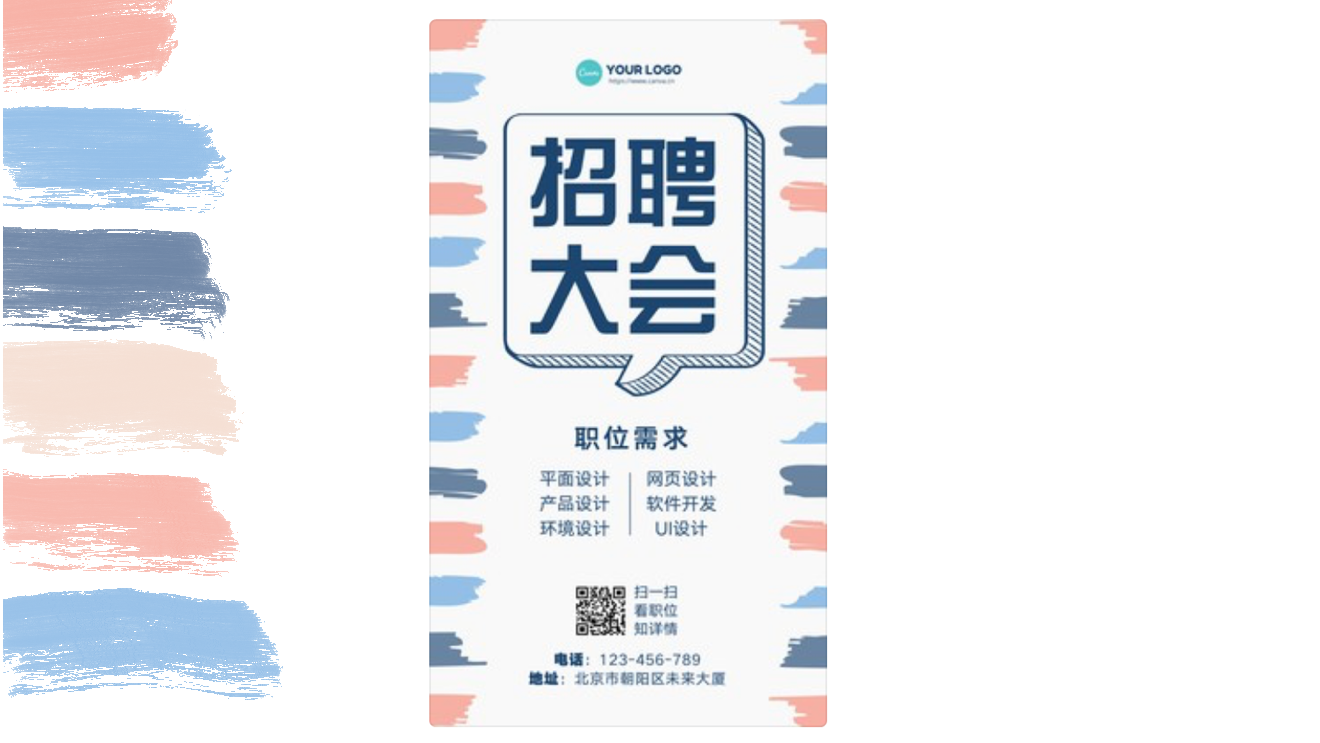 Canva
YOUR LOGO
https://www.canva.cn
招聘
大会
职位需求
平面设计 网页设计
产品设计 软件开发
环境设计 UI设计
扫一扫
看职位
知详情
电话：123-456-789
地址：北京市朝阳区未来大厦